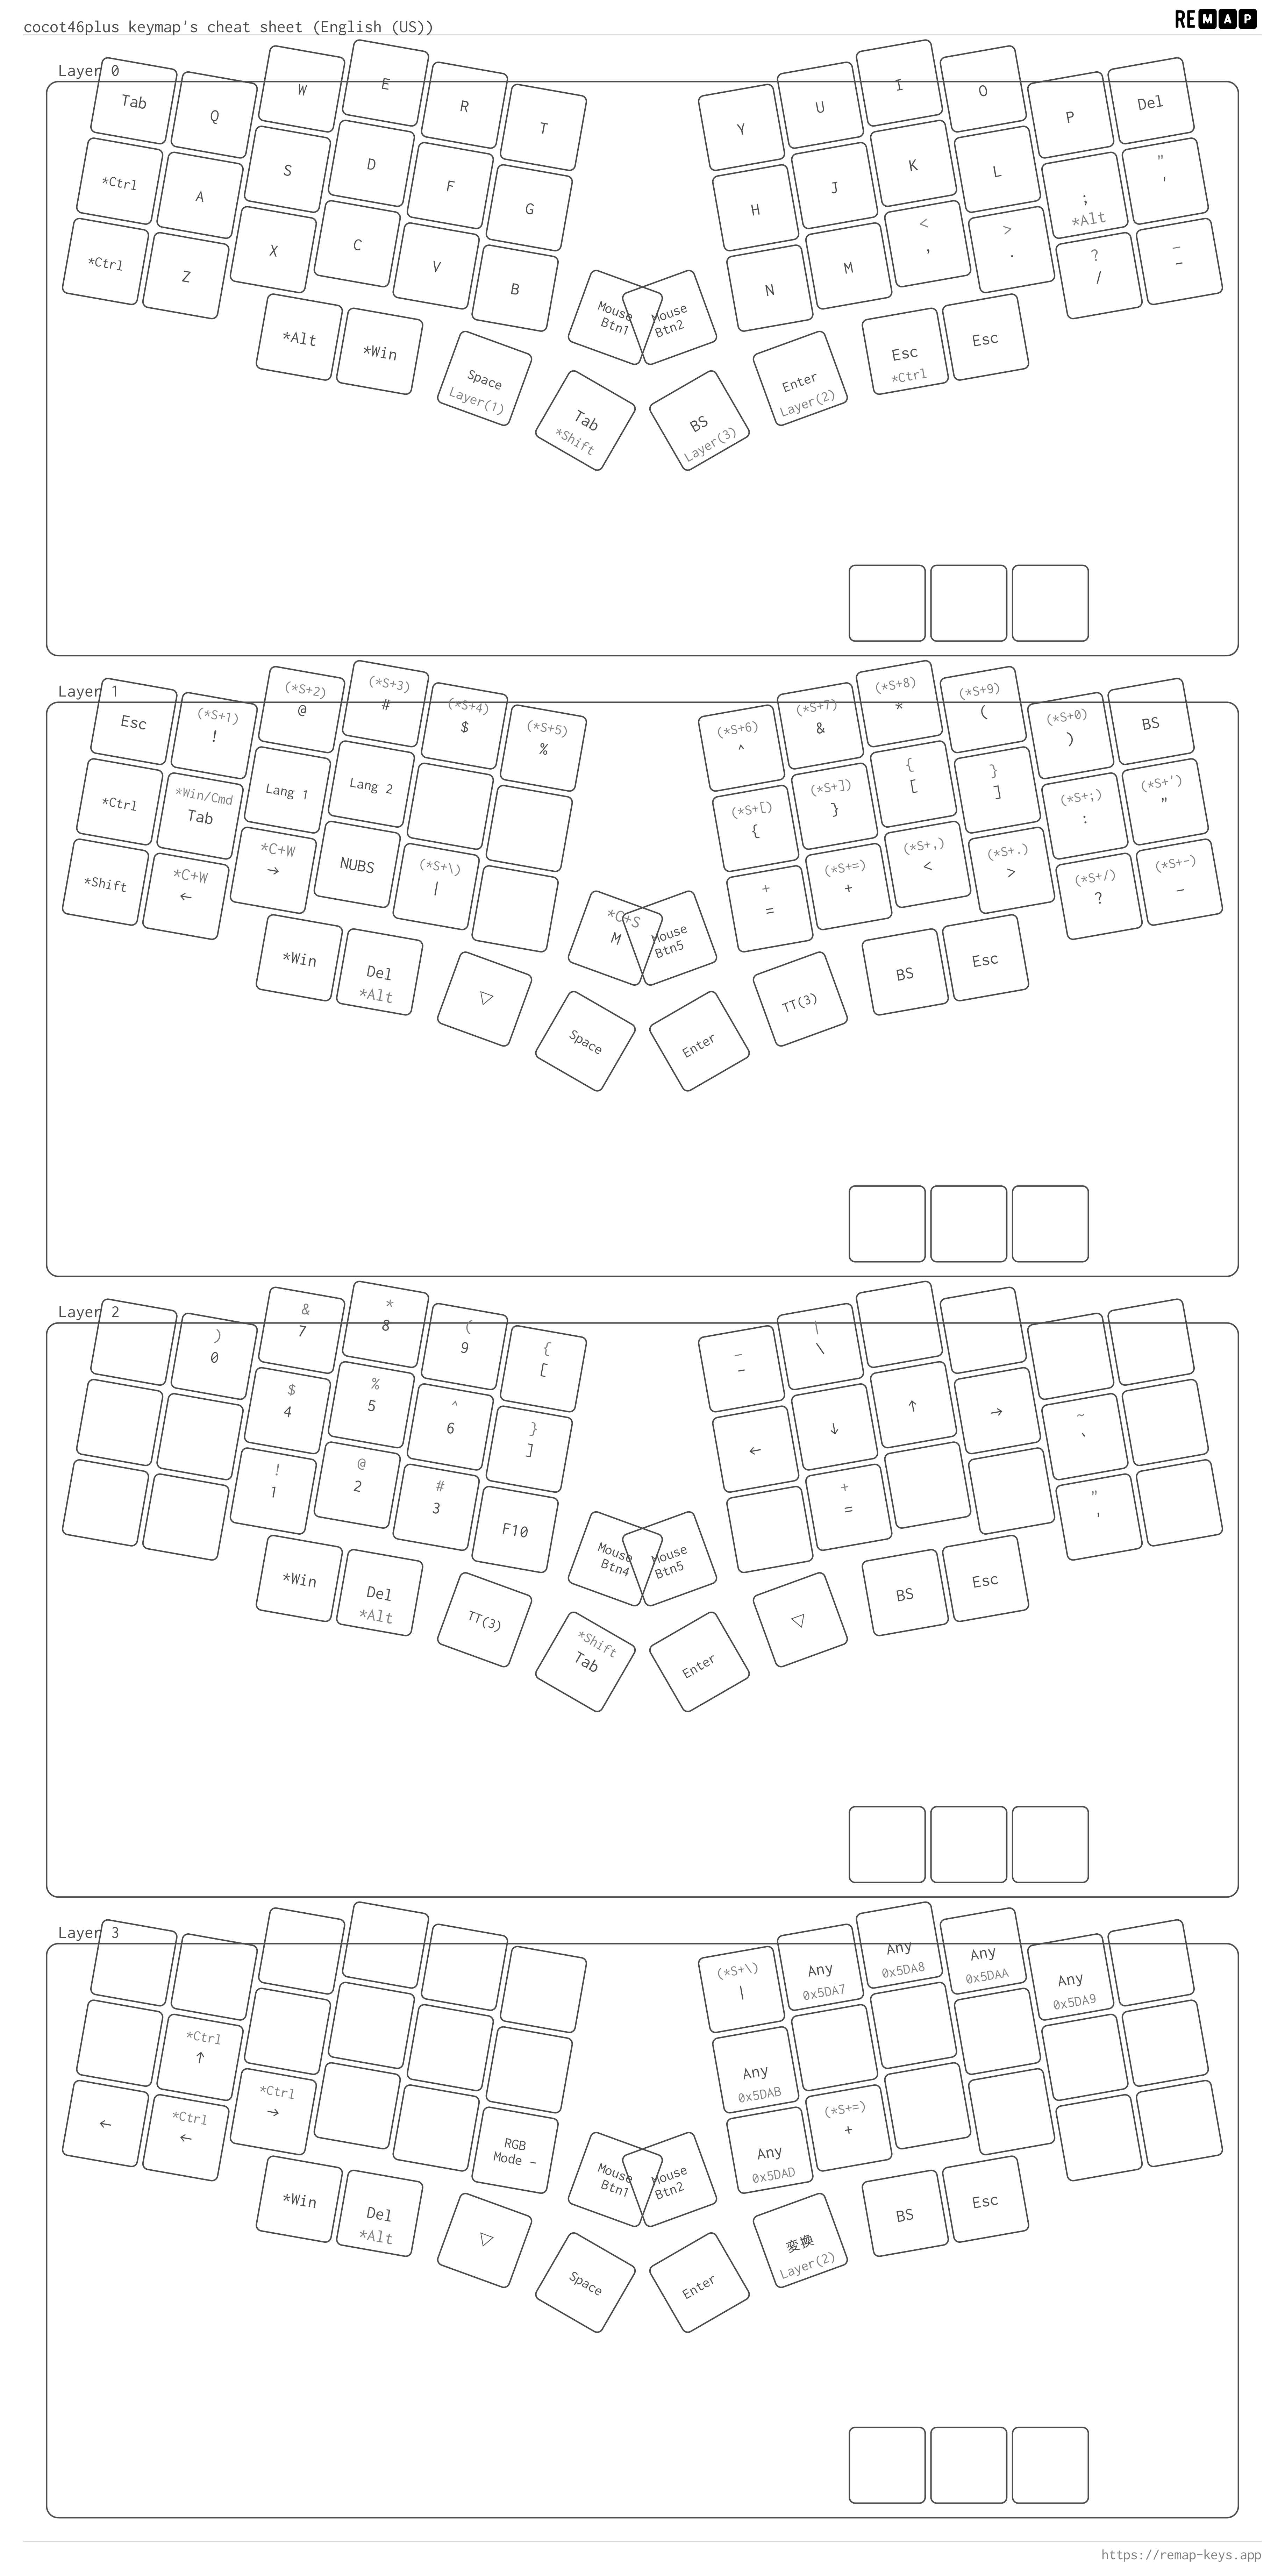 cocot46plus keymap's cheat sheet (English (US))
REMAP
Layer 0
Tab Q W E R T Y U I O P Del
*Ctrl A S D F G H J K L ; *Alt " '
*Ctrl Z X C V B N M < , > . ? / _ -
Mouse Btn1 Mouse Btn2
*Alt *Win Space Layer(1) Tab *Shift BS Layer(3) Enter Layer(2) Esc *Ctrl Esc
Layer 1
Esc (*S+1) ! (*S+2) @ (*S+3) # (*S+4) $ (*S+5) % (*S+6) ^ (*S+7) & (*S+8) * (*S+9) ( (*S+0) ) BS
*Ctrl *Win/Cmd Tab Lang 1 Lang 2 (*S+[) { (*S+]) } { [ } ] (*S+;) : (*S+') "
*Shift *C+W ← *C+W → NUBS (*S+\) | + = (*S+=) + (*S+,) < (*S+.) > (*S+/) ? (*S+-) _
*C+S M Mouse Btn5
*Win Del *Alt ▽ Space Enter TT(3) BS Esc
Layer 2
) 0 & 7 * 8 ( 9 { [ _ - | \
$ 4 % 5 ^ 6 } ] ← ↓ ↑ → ~ `
! 1 @ 2 # 3 F10 + = " '
Mouse Btn4 Mouse Btn5
*Win Del *Alt TT(3) *Shift Tab Enter ▽ BS Esc
Layer 3
(*S+\) | Any 0x5DA7 Any 0x5DA8 Any 0x5DAA Any 0x5DA9
*Ctrl ↑ Any 0x5DAB
← *Ctrl ← *Ctrl → RGB Mode - Any 0x5DAD (*S+=) +
Mouse Btn1 Mouse Btn2
*Win Del *Alt ▽ Space Enter 変換 Layer(2) BS Esc
https://remap-keys.app